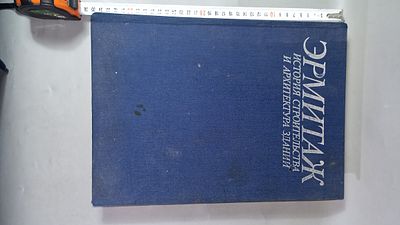 ЭРМИТАЖ
ИСТОРИЯ СТРОИТЕЛЬСТВА
И АРХИТЕКТУРА ЗДАНИЙ